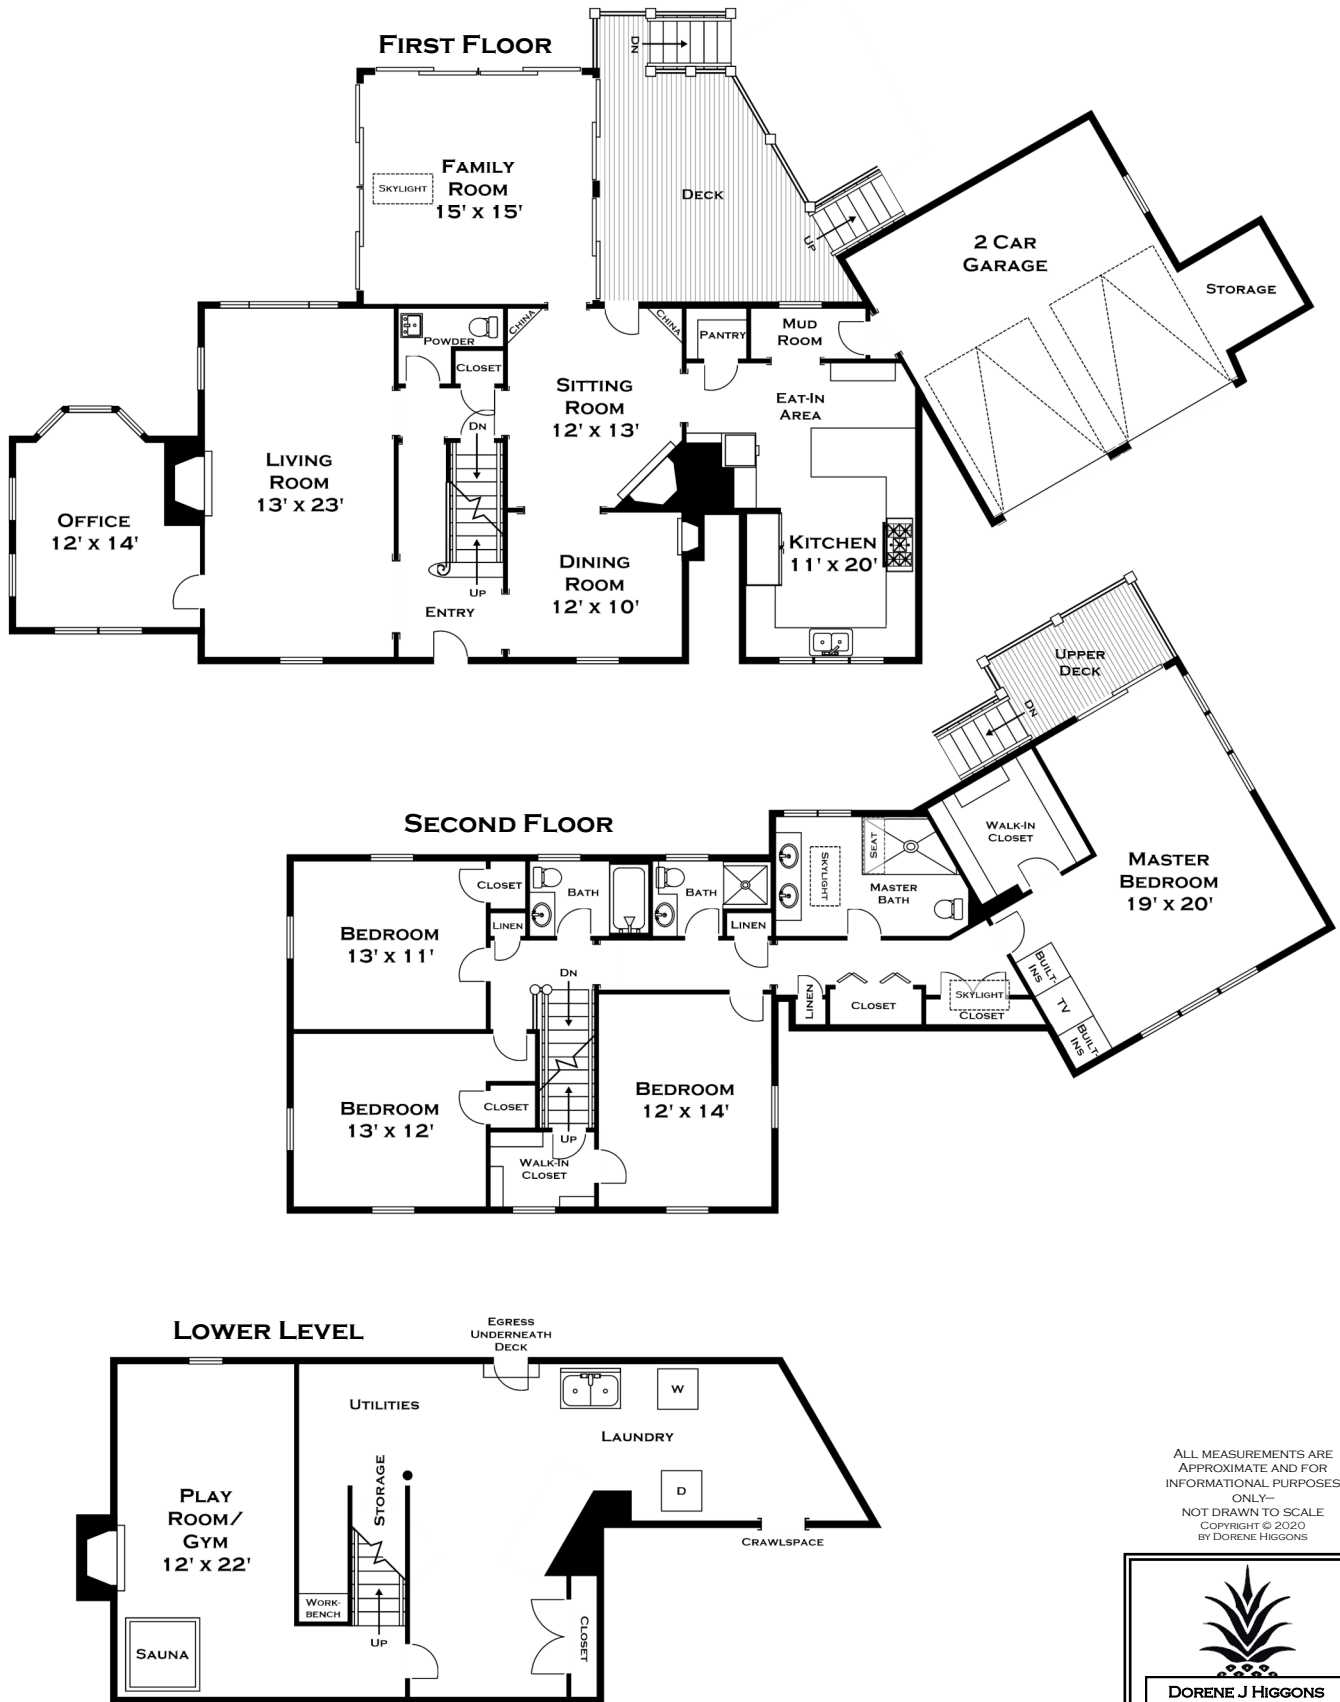 FIRST FLOOR
DN
FAMILY
ROOM
15' X 15'
SKYLIGHT
DECK
UP
2 CAR
GARAGE
STORAGE
CHINA
CHINA
PANTRY
MUD
ROOM
POWDER
CLOSET
SITTING
ROOM
12' X 13'
EAT-IN
AREA
DN
LIVING
ROOM
13' X 23'
OFFICE
12' X 14'
DINING
ROOM
12' X 10'
KITCHEN
11' X 20'
UP
ENTRY
UPPER
DECK
DN
SECOND FLOOR
WALK-IN
CLOSET
MASTER
BEDROOM
19' X 20'
SEAT
SKYLIGHT
MASTER
BATH
CLOSET
BATH
BATH
LINEN
LINEN
BEDROOM
13' X 11'
DN
BUILT-
INS
TV
BUILT-
INS
LINEN
CLOSET
SKYLIGHT
CLOSET
BEDROOM
13' X 12'
CLOSET
BEDROOM
12' X 14'
UP
WALK-IN
CLOSET
LOWER LEVEL
EGRESS
UNDERNEATH
DECK
UTILITIES
W
LAUNDRY
STORAGE
D
PLAY
ROOM/
GYM
12' X 22'
CRAWLSPACE
WORK-
BENCH
UP
CLOSET
SAUNA
ALL MEASUREMENTS ARE
APPROXIMATE AND FOR
INFORMATIONAL PURPOSES
ONLY–
NOT DRAWN TO SCALE
COPYRIGHT © 2020
BY DORENE HIGGONS
DORENE J HIGGONS